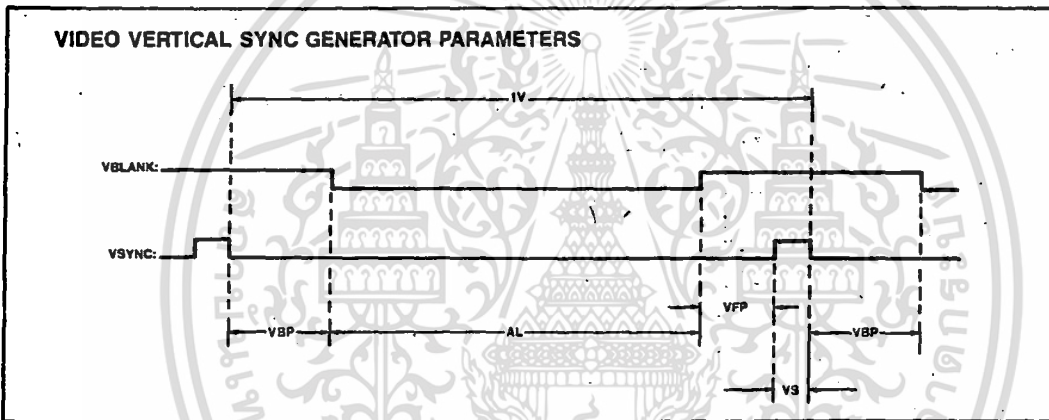 VIDEO VERTICAL SYNC GENERATOR PARAMETERS
1V
VBLANK:
VSYNC:
VFP
VBP
AL
VBP
VS